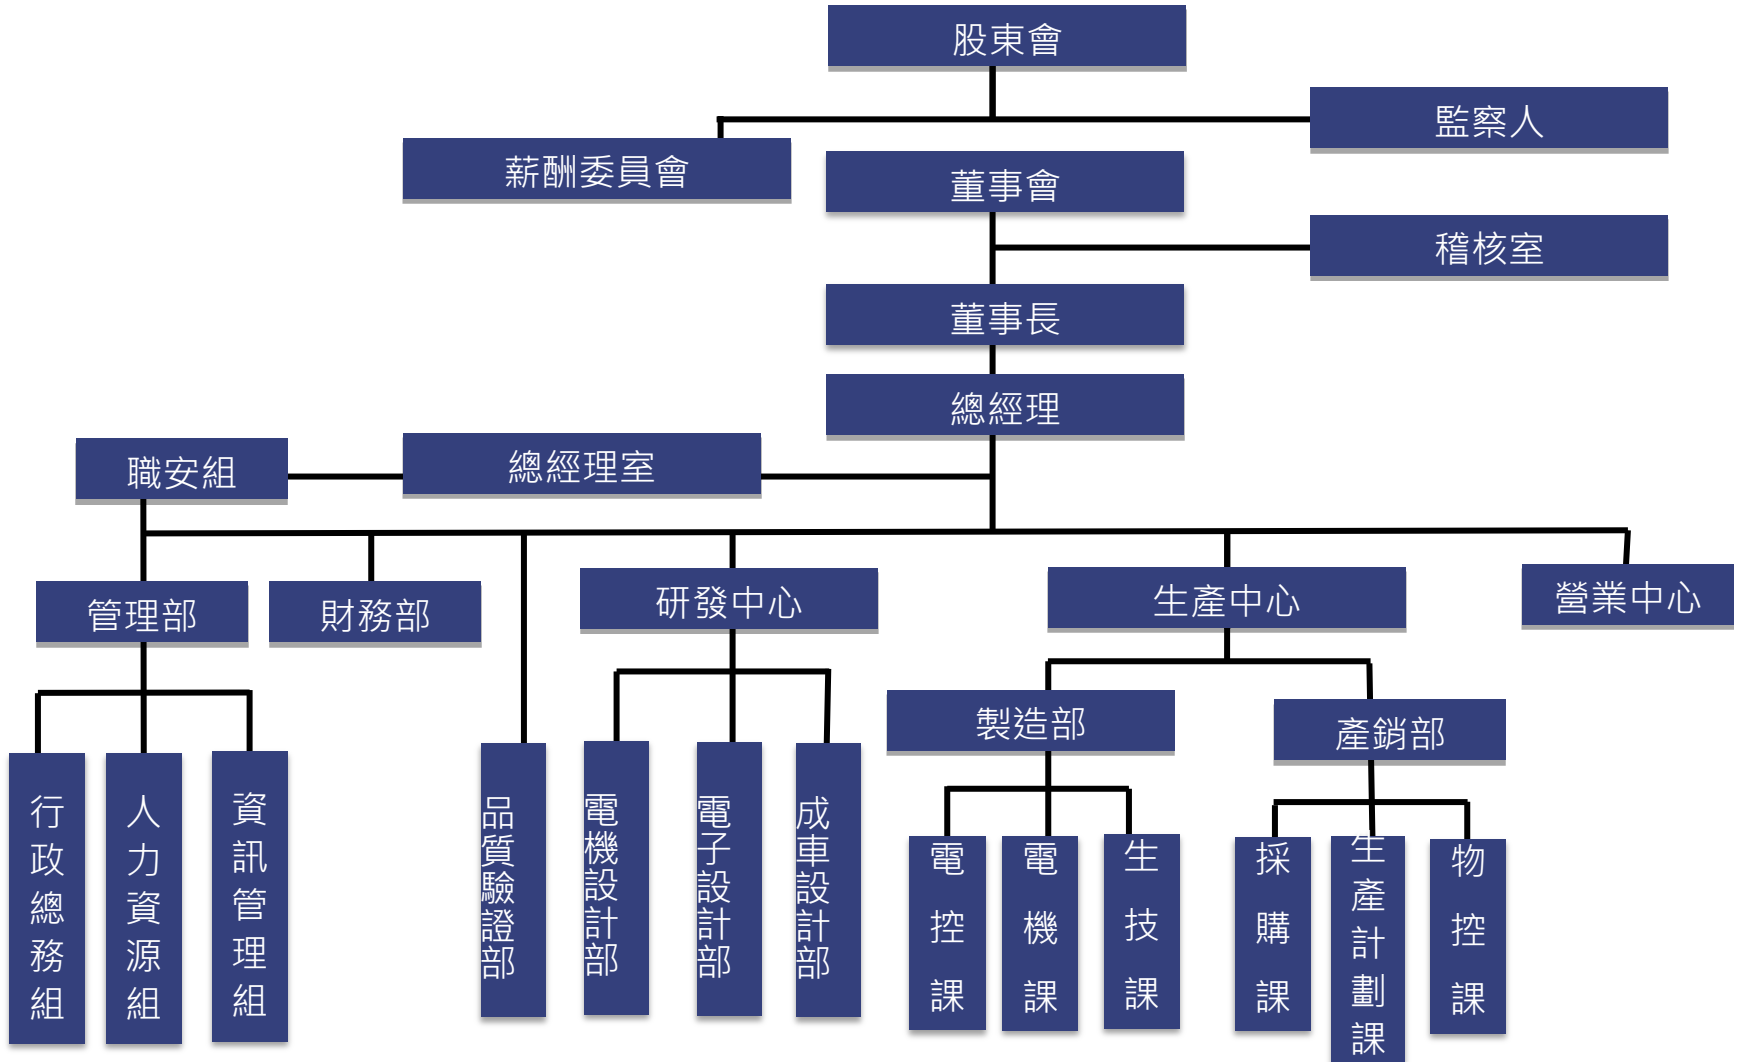 股東會
監察人
薪酬委員會
董事會
稽核室
董事長
總經理
職安組
總經理室
管理部
財務部
研發中心
生產中心
營業中心
製造部
產銷部
行政總務組
人力資源組
資訊管理組
品質驗證部
電機設計部
電子設計部
成車設計部
電控課
電機課
生技課
採購課
生產計劃課
物控課